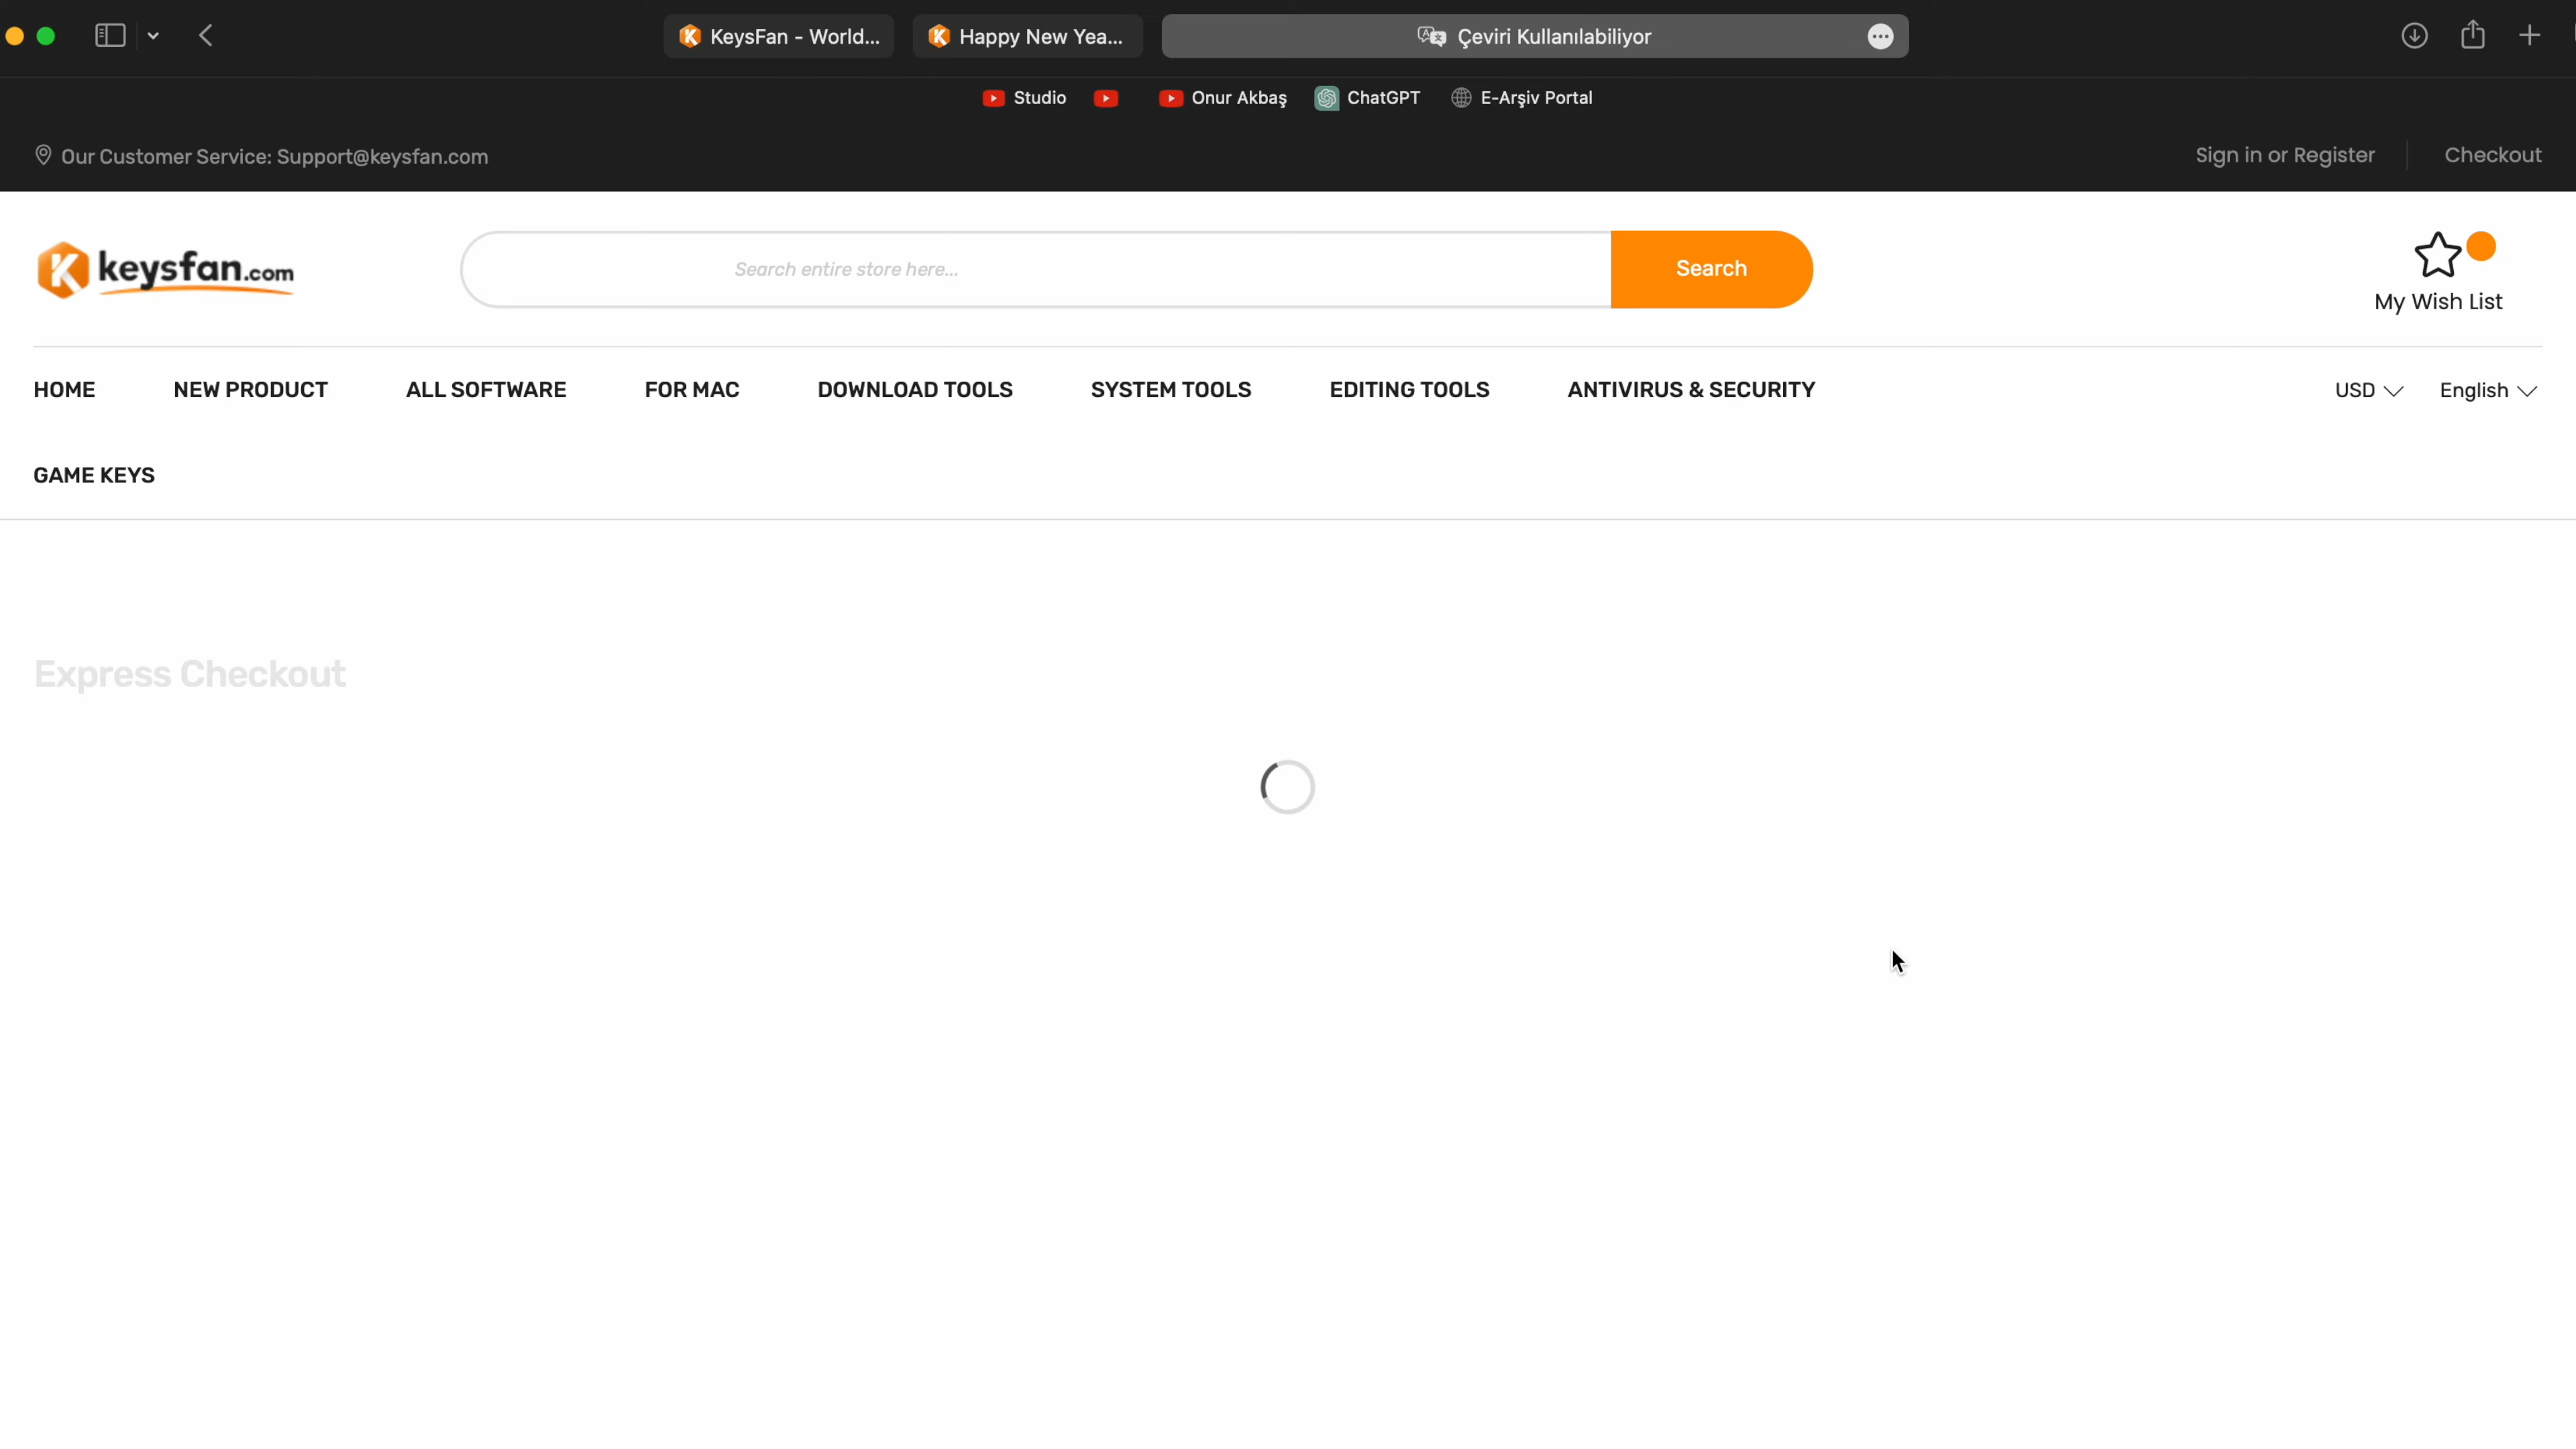 KeysFan - World...
Happy New Yea...
Çeviri Kullanılabiliyor
Studio
Onur Akbaş
ChatGPT
E-Arşiv Portal
Our Customer Service: Support@keysfan.com
Sign in or Register
Checkout
keysfan.com
Search entire store here...
Search
My Wish List
HOME
NEW PRODUCT
ALL SOFTWARE
FOR MAC
DOWNLOAD TOOLS
SYSTEM TOOLS
EDITING TOOLS
ANTIVIRUS & SECURITY
USD
English
GAME KEYS
Express Checkout